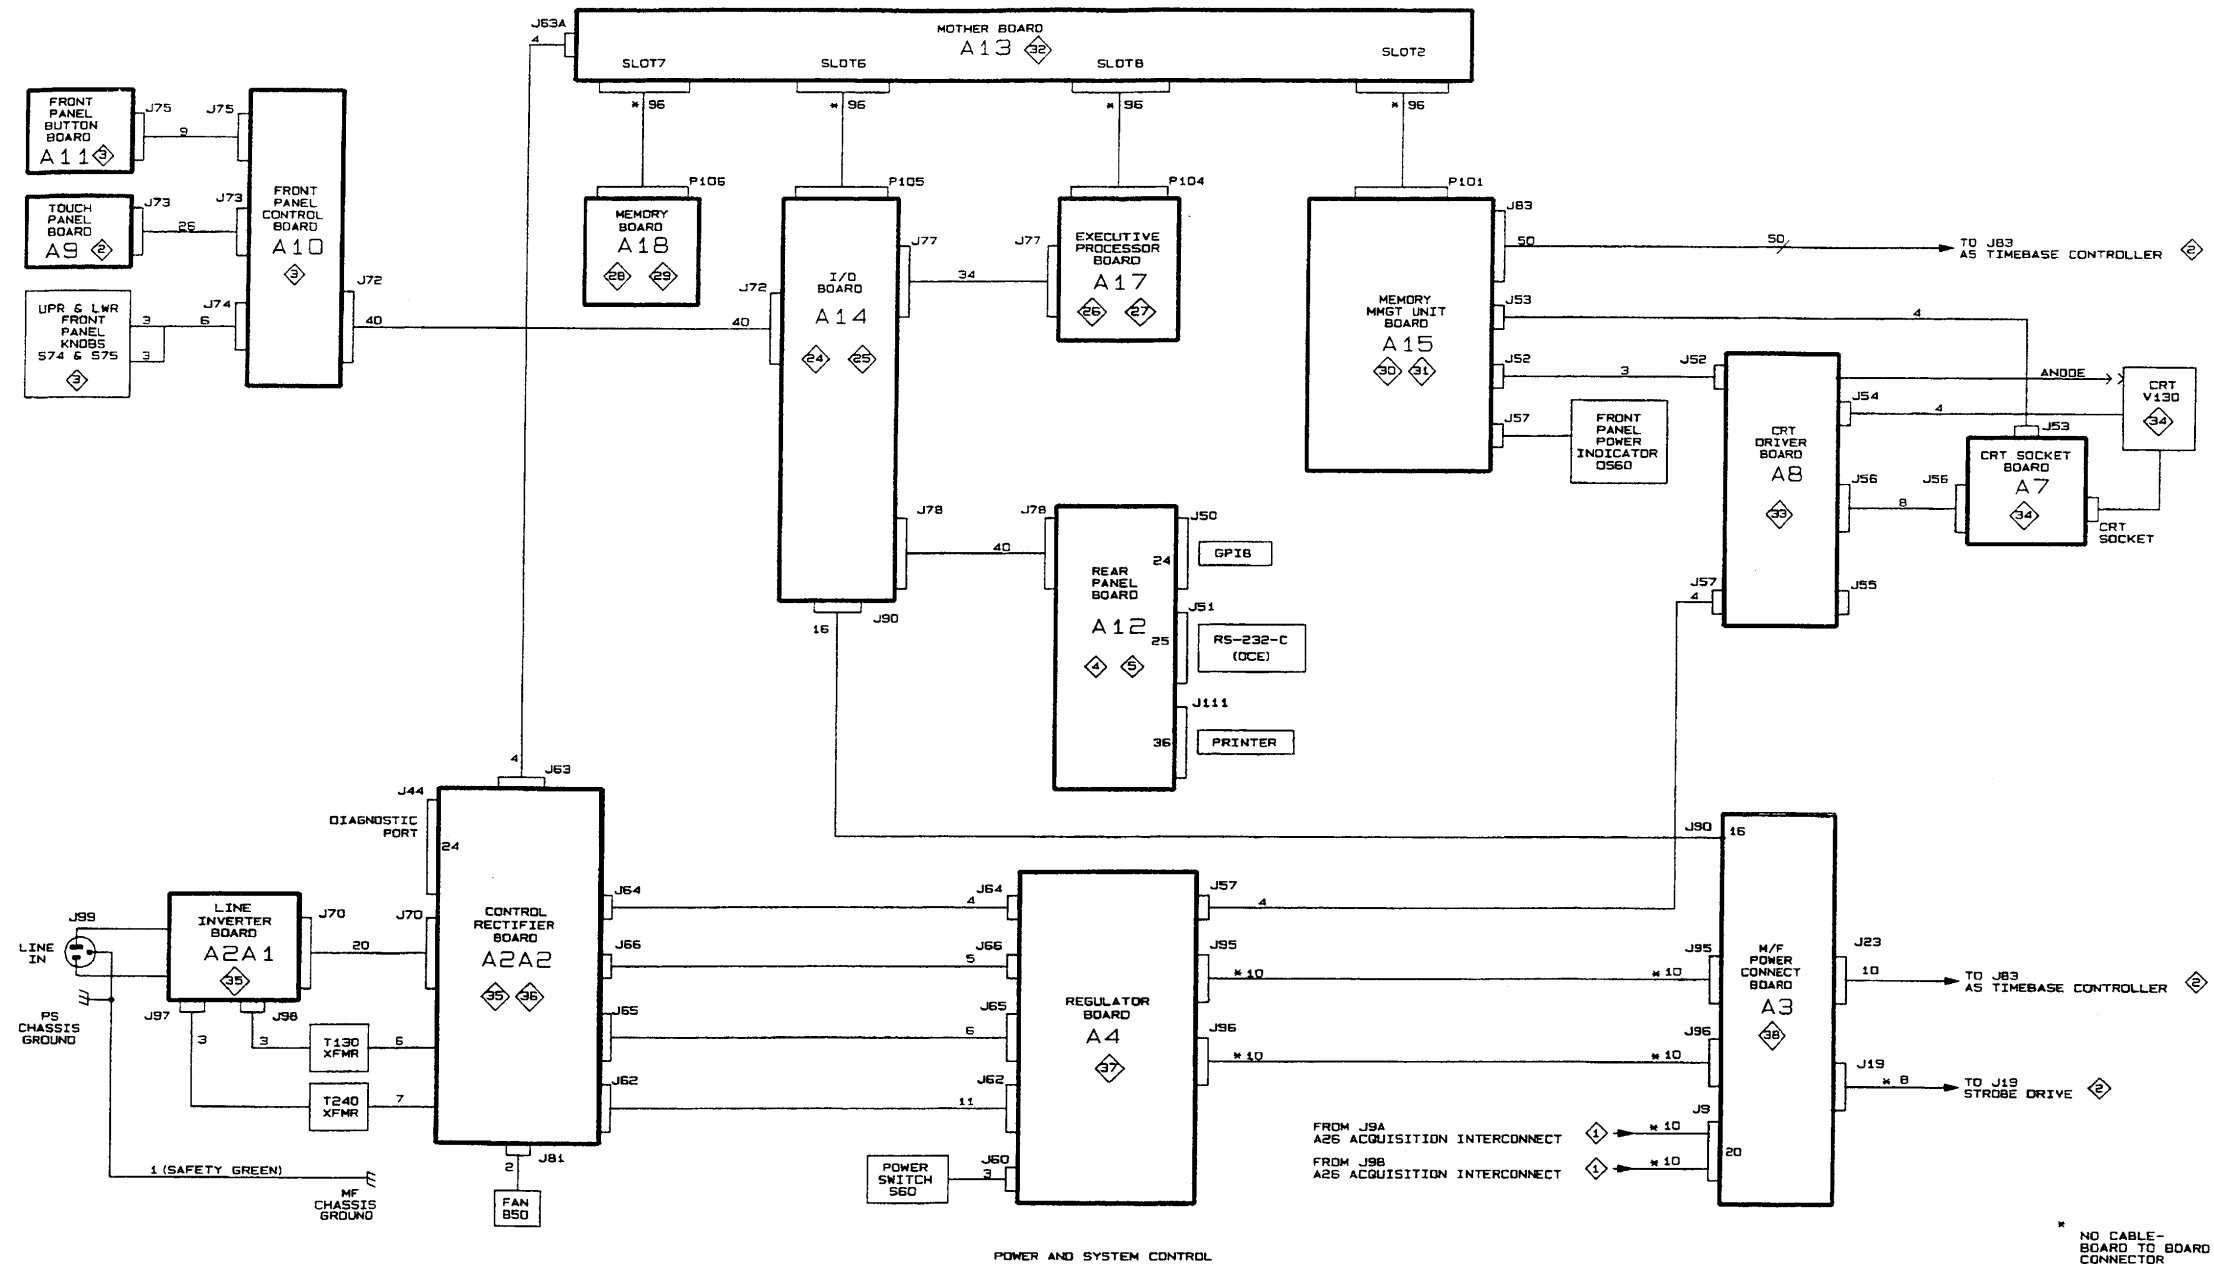 J63A
4
MOTHER BOARD
A13 32
SLOT7
SLOT6
SLOT8
SLOT2
* 96
* 96
* 96
* 96
FRONT
PANEL
BUTTON
BOARD
A11 3
J75
9
J75
TOUCH
PANEL
BOARD
A9 2
J73
26
J73
UPR & LWR
FRONT
PANEL
KNOBS
S74 & S75
3
3
3
6
J74
FRONT
PANEL
CONTROL
BOARD
A10
3
J72
40
40
J72
P106
MEMORY
BOARD
A18
28 29
P105
I/O
BOARD
A14
24 25
J77
34
J77
P104
EXECUTIVE
PROCESSOR
BOARD
A17
26 27
P101
MEMORY
MMGT UNIT
BOARD
A15
30 31
J83
50
50
TO J83
A5 TIMEBASE CONTROLLER 2
J53
4
J52
3
J52
J57
FRONT
PANEL
POWER
INDICATOR
DS60
CRT
DRIVER
BOARD
A8
33
ANODE
CRT
V130
34
J54
4
J53
CRT SOCKET
BOARD
A7
34
J56
8
J56
CRT
SOCKET
J57
4
J55
J78
40
J78
REAR
PANEL
BOARD
A12
4 5
J50
24
GPIB
J51
25
RS-232-C
(DCE)
J111
36
PRINTER
16
J90
4
J63
J44
DIAGNOSTIC
PORT
24
J90
16
J99
LINE
IN
LINE
INVERTER
BOARD
A2A1
35
J70
20
J70
PS
CHASSIS
GROUND
J97
J98
3
3
T130
XFMR
6
T240
XFMR
7
1 (SAFETY GREEN)
MF
CHASSIS
GROUND
CONTROL
RECTIFIER
BOARD
A2A2
35 36
J64
4
J64
J66
5
J66
J65
6
J65
J62
11
J62
2
J81
FAN
B50
POWER
SWITCH
S60
J60
3
REGULATOR
BOARD
A4
37
J57
4
J95
* 10
* 10
J95
J96
* 10
* 10
J96
M/F
POWER
CONNECT
BOARD
A3
38
J23
10
TO J83
A5 TIMEBASE CONTROLLER 2
J19
* 8
TO J19
STROBE DRIVE 2
J9
20
FROM J9A
A26 ACQUISITION INTERCONNECT 1 * 10
FROM J9B
A26 ACQUISITION INTERCONNECT 1 * 10
POWER AND SYSTEM CONTROL
*
NO CABLE-
BOARD TO BOARD
CONNECTOR